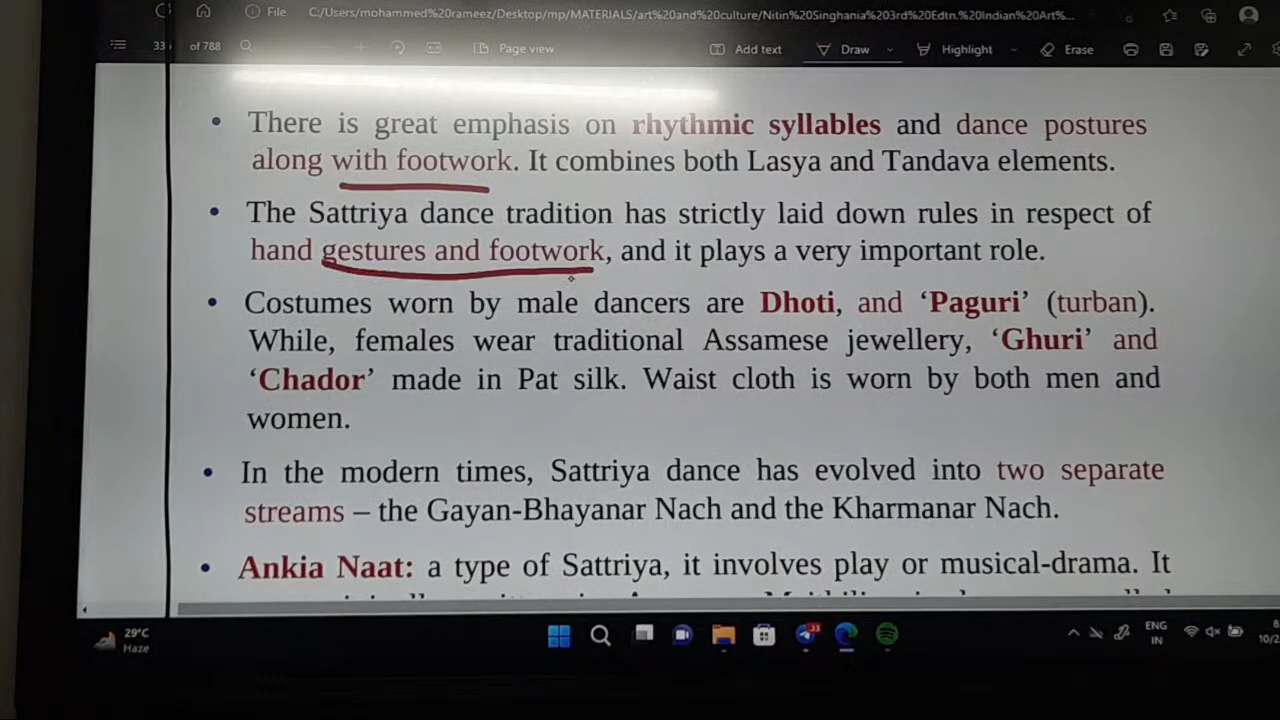 File C:/Users/mohammed%20rameez/Desktop/mp/MATERIALS/art%20and%20culture/Nitin%20Singhania%203rd%20Edtn.%20Indian%20Art%...
33 of 788 Page view Add text Draw Highlight Erase
• There is great emphasis on rhythmic syllables and dance postures
along with footwork. It combines both Lasya and Tandava elements.
• The Sattriya dance tradition has strictly laid down rules in respect of
hand gestures and footwork, and it plays a very important role.
• Costumes worn by male dancers are Dhoti, and ‘Paguri’ (turban).
While, females wear traditional Assamese jewellery, ‘Ghuri’ and
‘Chador’ made in Pat silk. Waist cloth is worn by both men and
women.
• In the modern times, Sattriya dance has evolved into two separate
streams – the Gayan-Bhayanar Nach and the Kharmanar Nach.
• Ankia Naat: a type of Sattriya, it involves play or musical-drama. It
29°C
Haze
33
ENG
IN
8
10/2